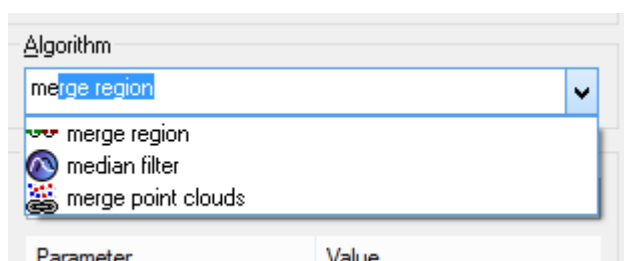 Algorithm
merge region
merge region
median filter
merge point clouds
Parameter Value